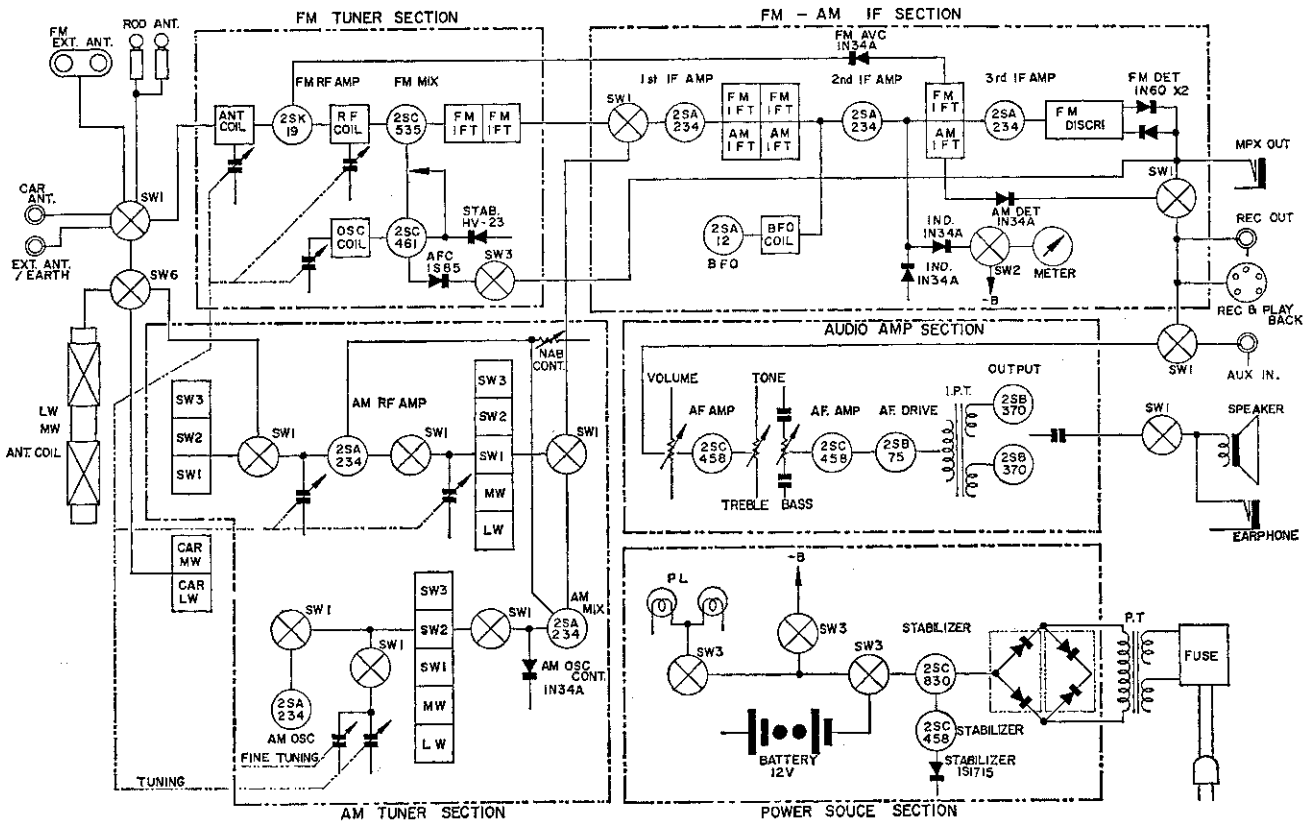 FM TUNER SECTION
FM - AM IF SECTION
FM
EXT. ANT.
ROD ANT.
FM RF AMP
FM MIX
ANT
COIL
2SK
19
RF
COIL
2SC
535
FM
IFT
FM
IFT
OSC
COIL
2SC
461
STAB.
HV-23
AFC
1S85
SW3
CAR
ANT.
EXT. ANT.
/EARTH
SW1
SW6
FM AVC
IN34A
1st IF AMP
2nd IF AMP
3rd IF AMP
FM DET
IN60 X2
SW1
2SA
234
FM
IFT
FM
IFT
AM
IFT
AM
IFT
2SA
234
FM
IFT
AM
IFT
2SA
234
FM
DISCRI
MPX OUT
SW1
2SA
12
BFO
BFO
COIL
IND.
IN34A
IND.
IN34A
AM DET
IN34A
SW2
METER
-B
REC OUT
REC & PLAY
BACK
SW1
AUX IN.
LW
MW
ANT. COIL
SW3
SW2
SW1
SW1
AM RF AMP
2SA
234
SW1
NAB
CONT.
SW3
SW2
SW1
MW
LW
SW1
CAR
MW
CAR
LW
SW1
2SA
234
AM OSC
SW1
FINE TUNING
TUNING
SW3
SW2
SW1
MW
LW
SW1
AM
MIX
2SA
234
AM OSC
CONT.
IN34A
AM TUNER SECTION
AUDIO AMP SECTION
VOLUME
AF AMP
2SC
458
TONE
TREBLE
BASS
AF. AMP
2SC
458
AF. DRIVE
2SB
75
I.P.T.
OUTPUT
2SB
370
2SB
370
SW1
SPEAKER
EARPHONE
PL
SW3
-B
SW3
SW3
BATTERY
12V
STABILIZER
2SC
830
2SC
458
STABILIZER
STABILIZER
1S1715
P.T
FUSE
POWER SOUCE SECTION